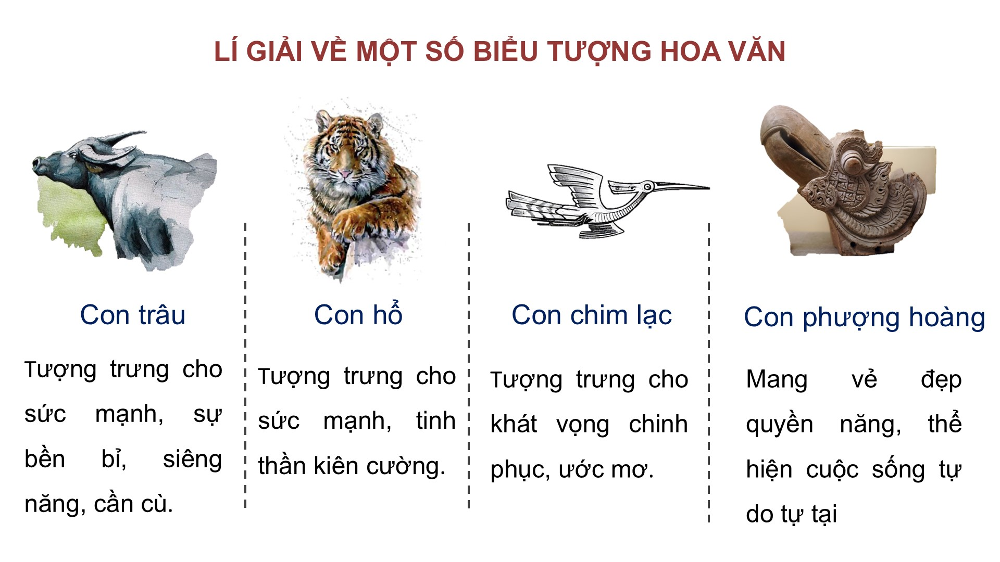 LÍ GIẢI VỀ MỘT SỐ BIỂU TƯỢNG HOA VĂN
Con trâu
Tượng trưng cho
sức mạnh, sự
bền bỉ, siêng
năng, cần cù.
Con hổ
Tượng trưng cho
sức mạnh, tinh
thần kiên cường.
Con chim lạc
Tượng trưng cho
khát vọng chinh
phục, ước mơ.
Con phượng hoàng
Mang vẻ đẹp
quyền năng, thể
hiện cuộc sống tự
do tự tại